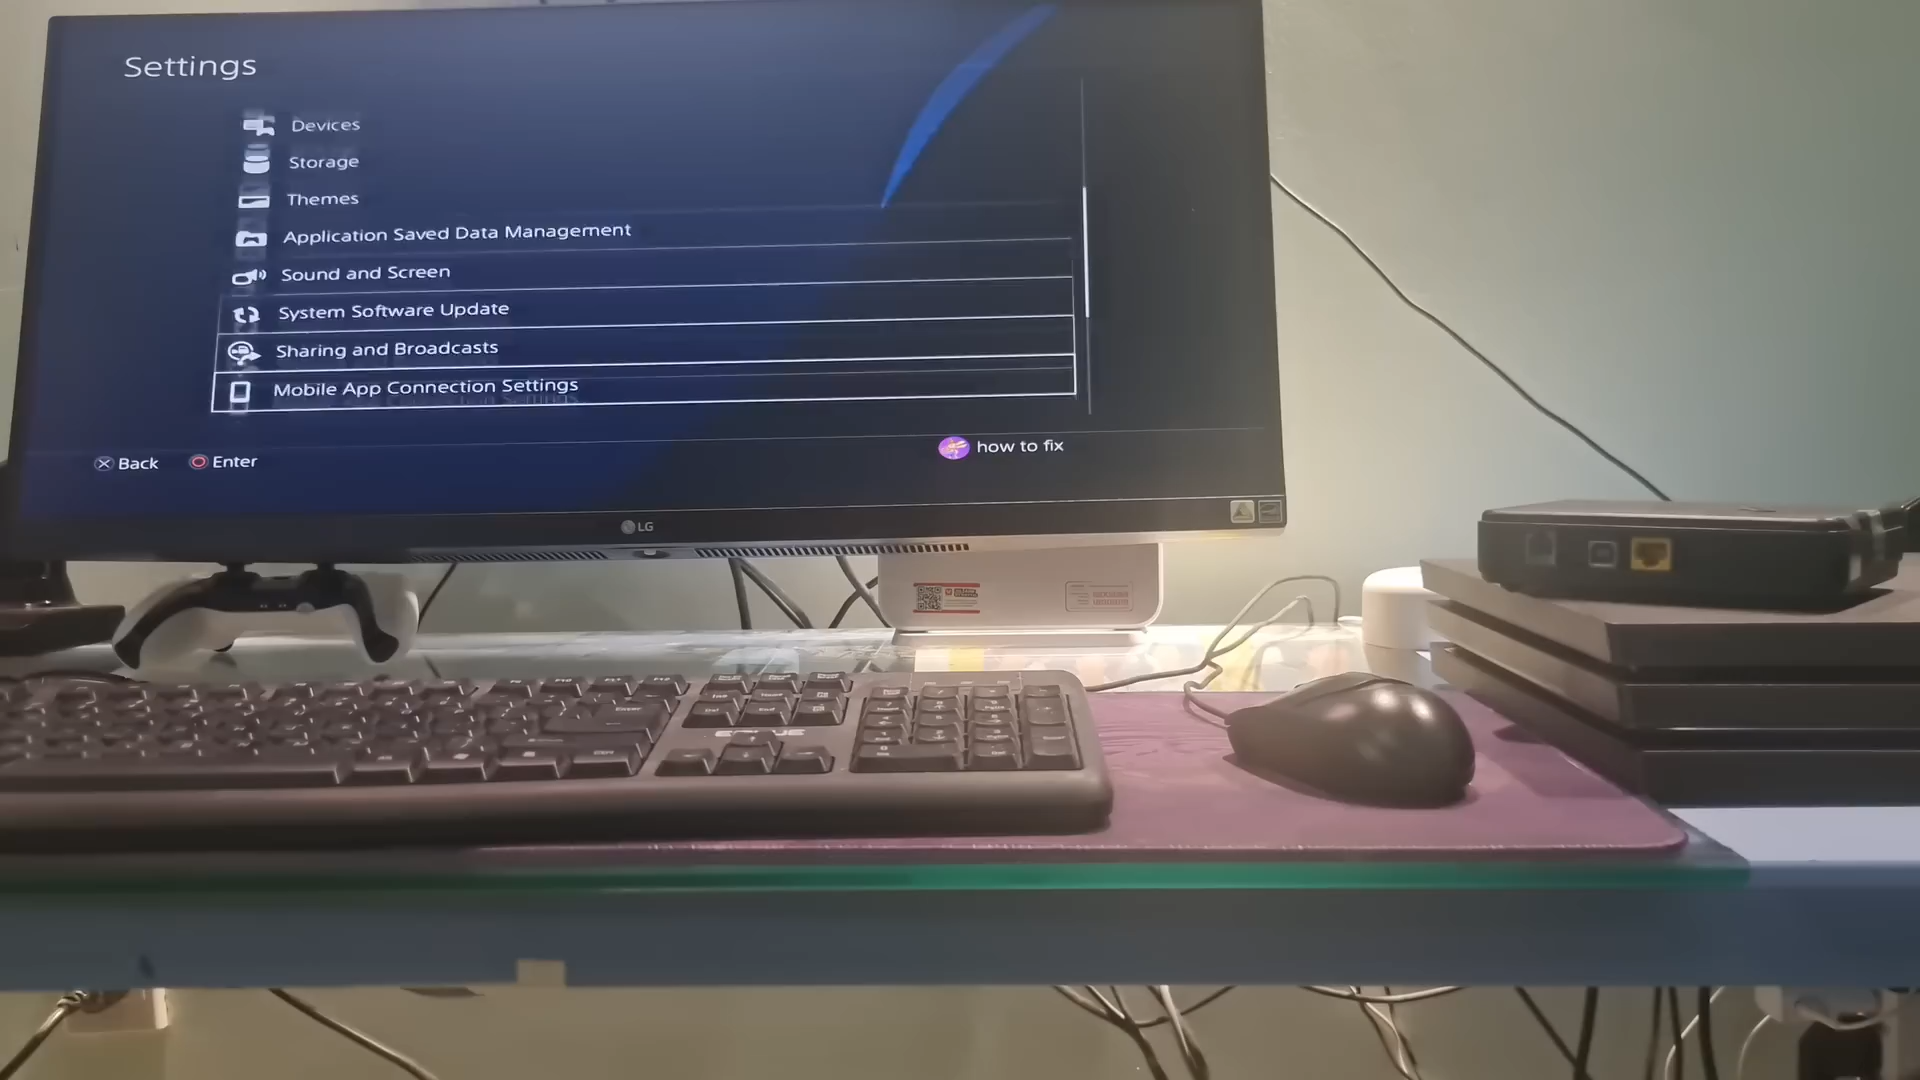 Settings
Devices
Storage
Themes
Application Saved Data Management
Sound and Screen
System Software Update
Sharing and Broadcasts
Mobile App Connection Settings
Back
Enter
how to fix
LG